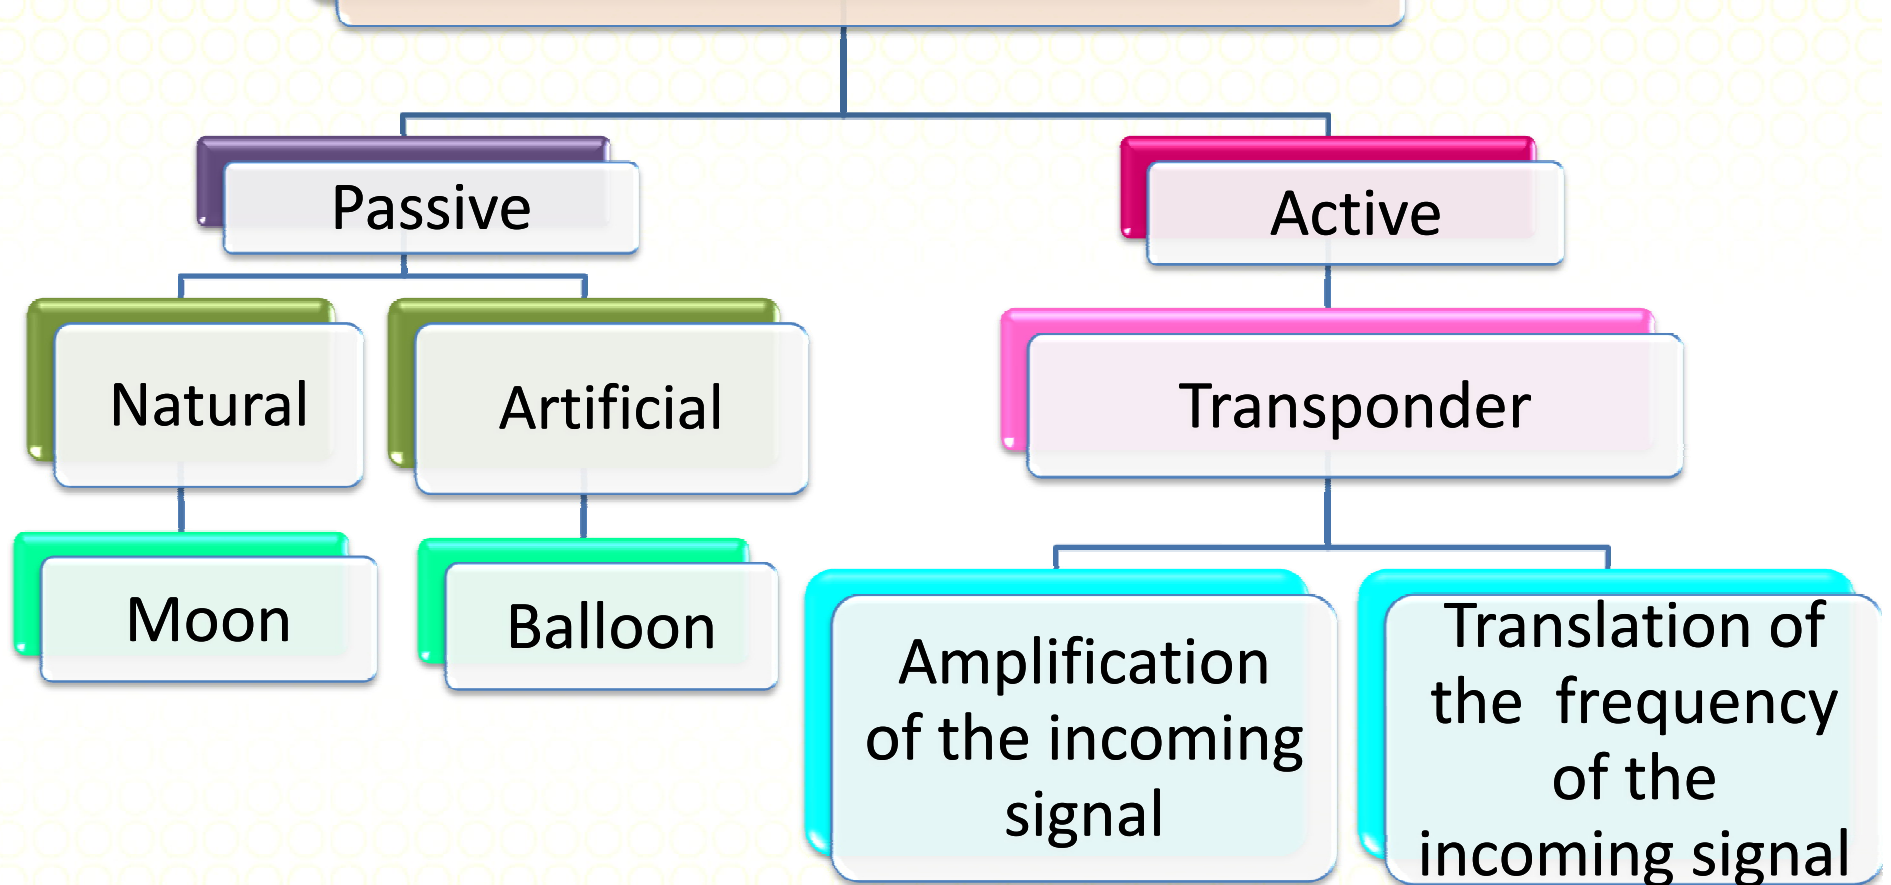 Passive
Active
Natural
Artificial
Transponder
Moon
Balloon
Amplification
of the incoming
signal
Translation of
the  frequency
of the
incoming signal